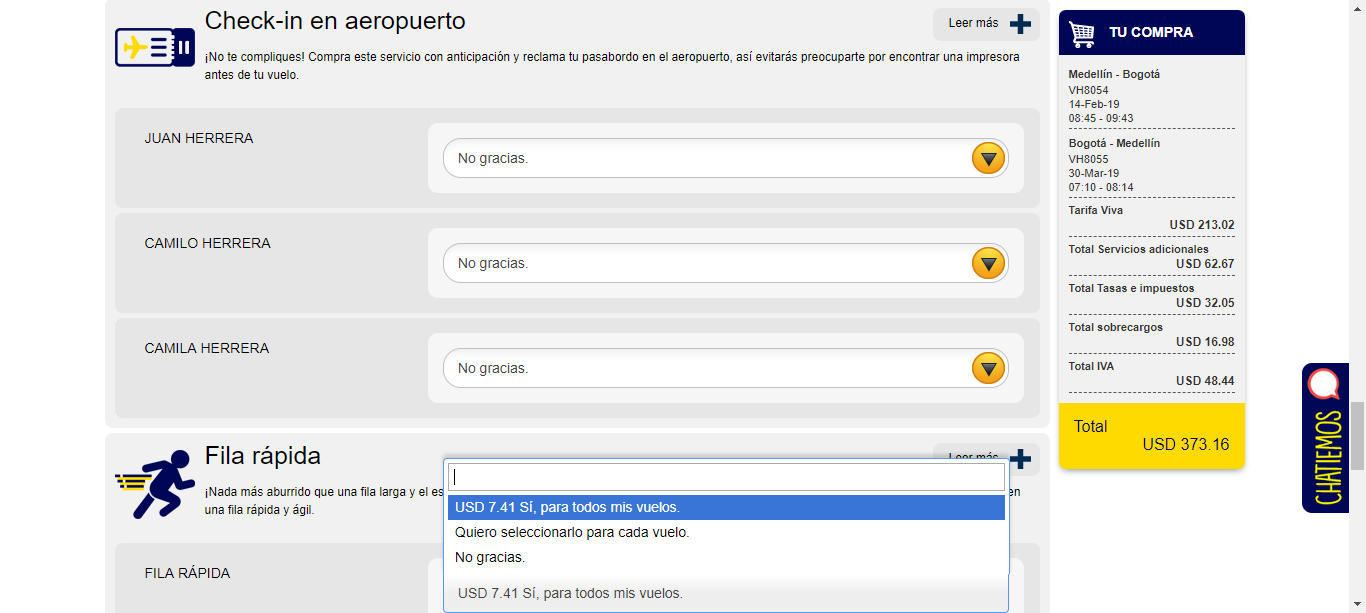 Check-in en aeropuerto
Leer más
¡No te compliques! Compra este servicio con anticipación y reclama tu pasabordo en el aeropuerto, así evitarás preocuparte por encontrar una impresora
antes de tu vuelo.
JUAN HERRERA
No gracias.
CAMILO HERRERA
No gracias.
CAMILA HERRERA
No gracias.
Fila rápida
Leer más
¡Nada más aburrido que una fila larga y el es
en
una fila rápida y ágil.
USD 7.41 Sí, para todos mis vuelos.
Quiero seleccionarlo para cada vuelo.
No gracias.
FILA RÁPIDA
USD 7.41 Sí, para todos mis vuelos.
TU COMPRA
Medellín - Bogotá
VH8054
14-Feb-19
08:45 - 09:43
Bogotá - Medellín
VH8055
30-Mar-19
07:10 - 08:14
Tarifa Viva
USD 213.02
Total Servicios adicionales
USD 62.67
Total Tasas e impuestos
USD 32.05
Total sobrecargos
USD 16.98
Total IVA
USD 48.44
Total
USD 373.16
CHATIEMOS